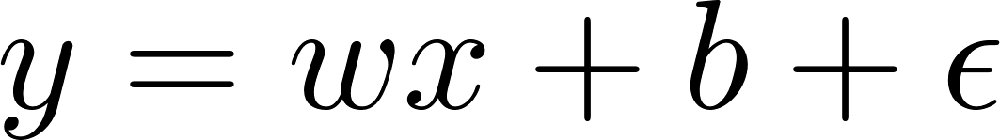 y = wx + b + ϵ